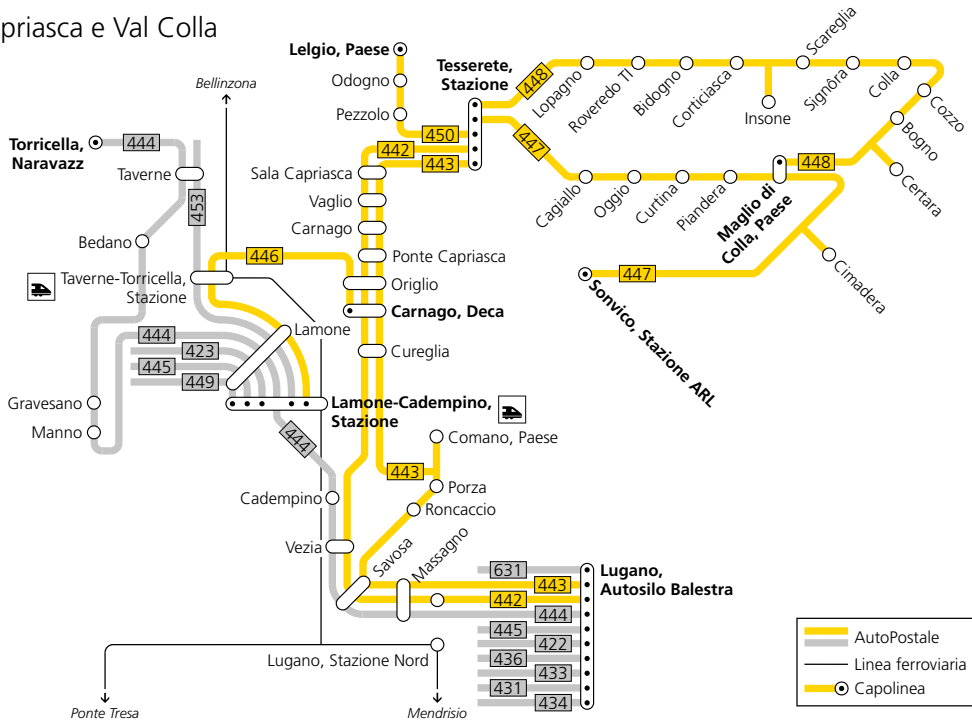 priasca e Val Colla
Bellinzona
Torricella,
Naravazz
444
Taverne
453
Bedano
Taverne-Torricella,
Stazione
446
Lamone
444
423
445
449
Gravesano
Manno
Lamone-Cadempino,
Stazione
444
Cadempino
Vezia
Lelgio, Paese
Odogno
Pezzolo
450
442
443
Tesserete,
Stazione
Sala Capriasca
Vaglio
Carnago
Ponte Capriasca
Origlio
Carnago, Deca
Cureglia
443
Comano, Paese
Porza
Roncaccio
Savosa
Massagno
448
Lopagno
Roveredo TI
Bidogno
Corticiasca
Insone
Scareglia
Signôra
Colla
Cozzo
Bogno
Certara
448
447
Cagiallo
Oggio
Curtina
Piandera
Maglio di
Colla, Paese
Cimadera
447
Sonvico, Stazione ARL
631
443
442
444
445
422
436
433
431
434
Lugano,
Autosilo Balestra
Lugano, Stazione Nord
Ponte Tresa
Mendrisio
AutoPostale
Linea ferroviaria
Capolinea